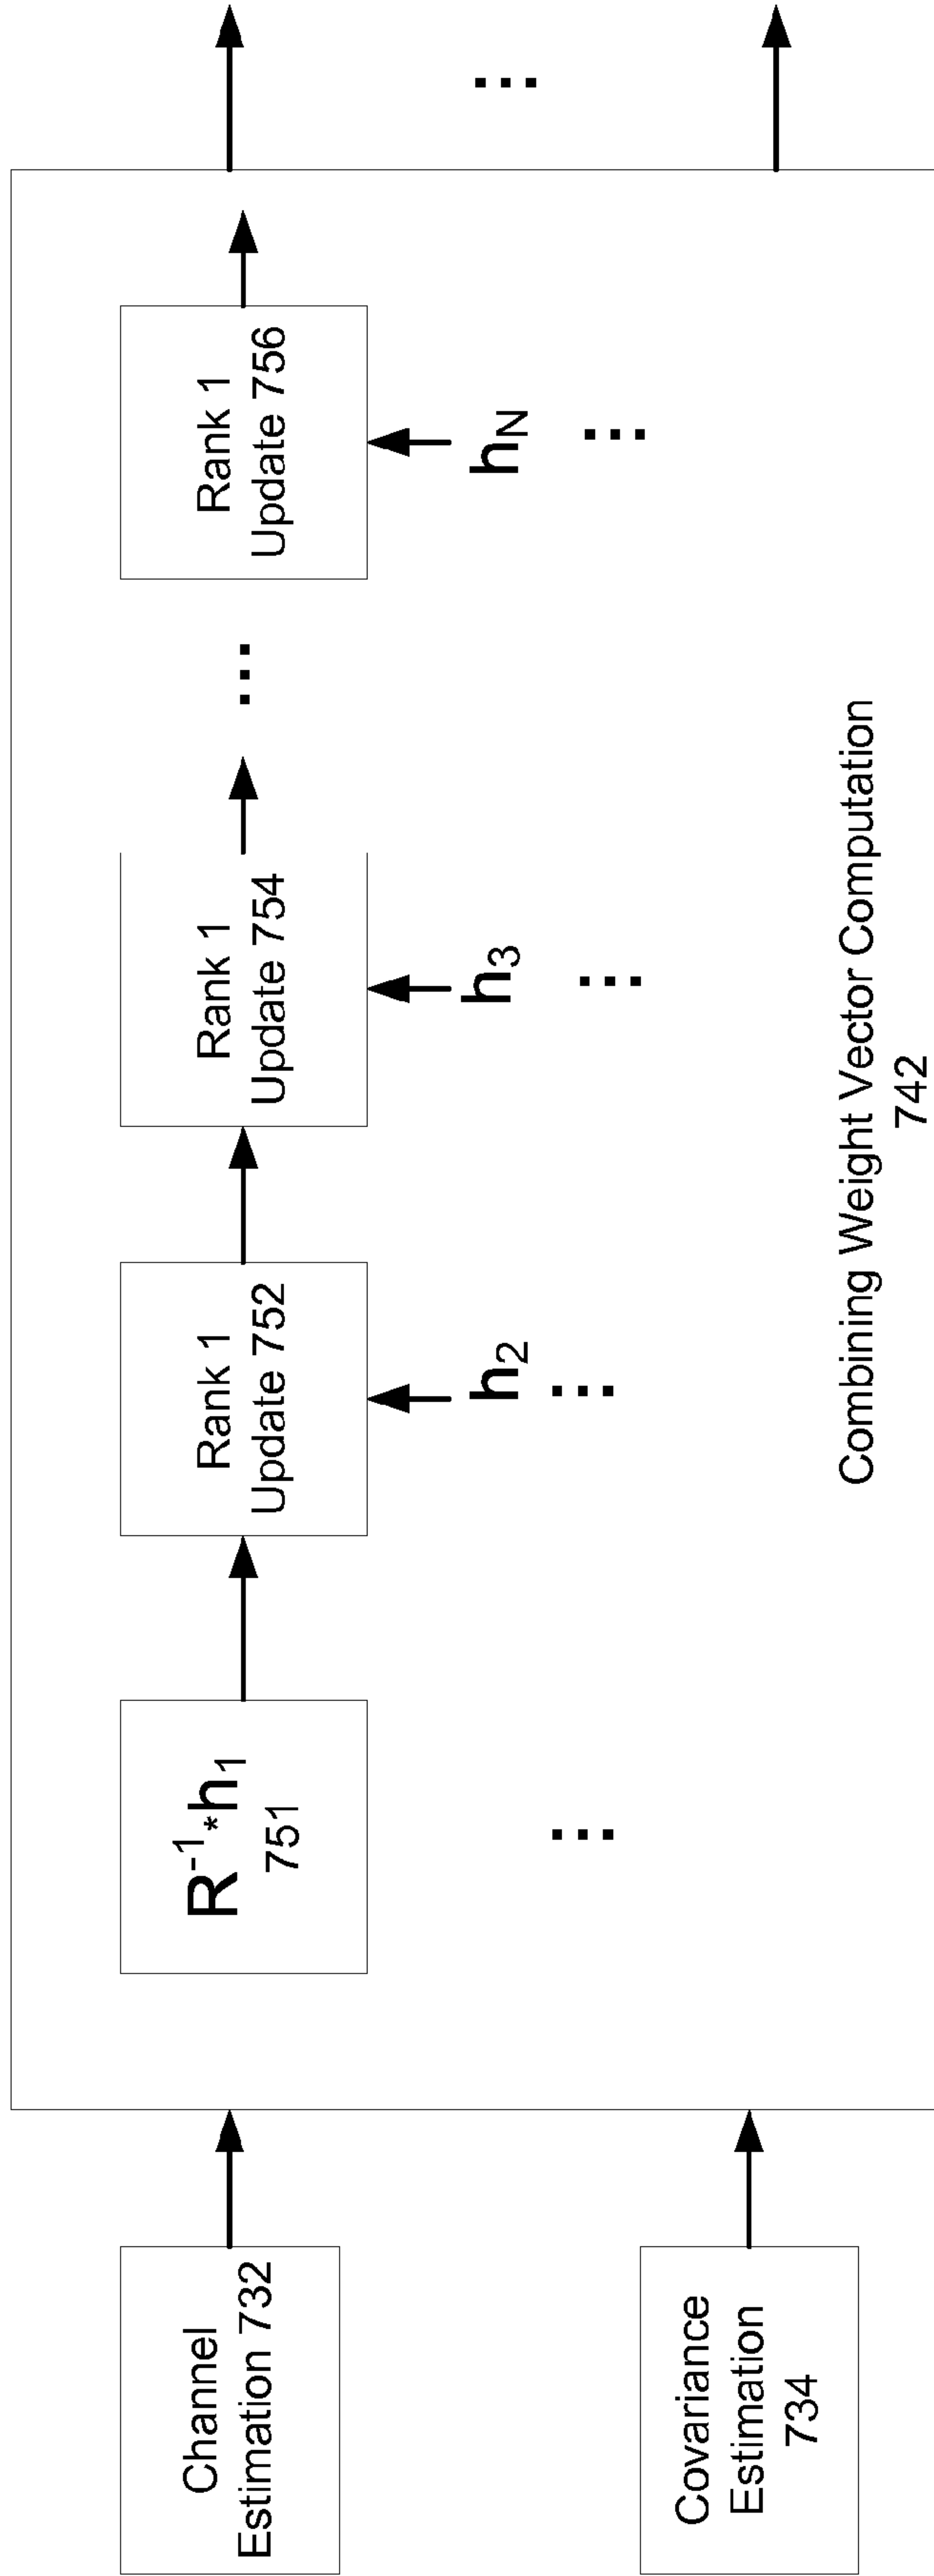 Channel
Estimation 732
Covariance
Estimation
734
R⁻¹*h₁
751
...
Rank 1
Update 752
h₂
...
Rank 1
Update 754
h₃
...
...
Rank 1
Update 756
hN
...
...
Combining Weight Vector Computation
742